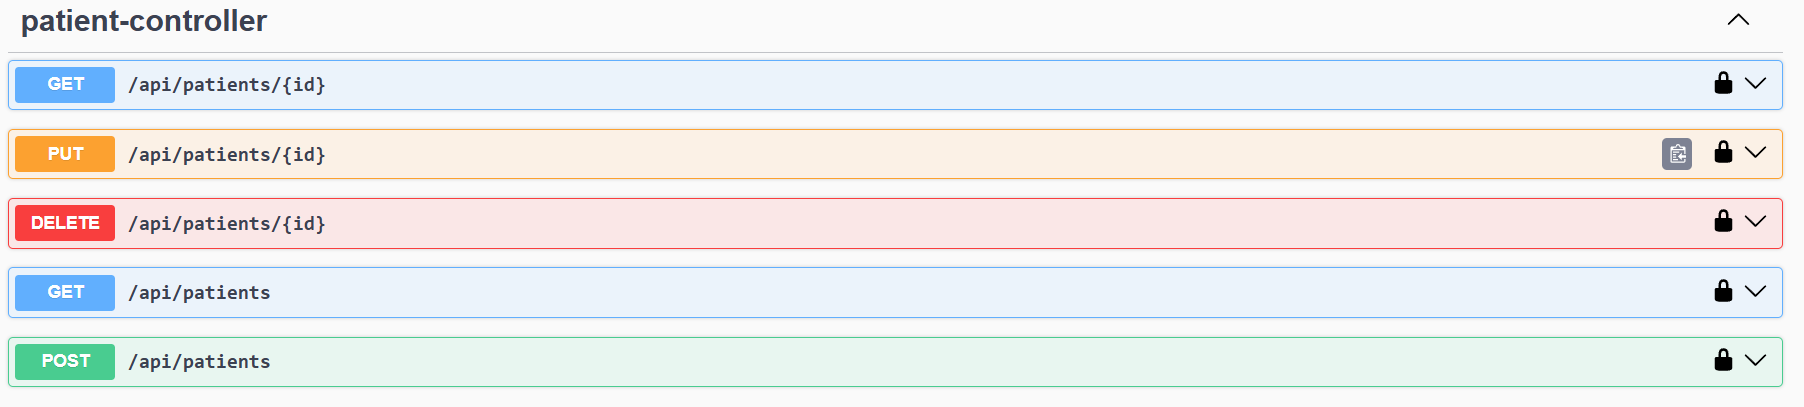 patient-controller
GET /api/patients/{id}
PUT /api/patients/{id}
DELETE /api/patients/{id}
GET /api/patients
POST /api/patients